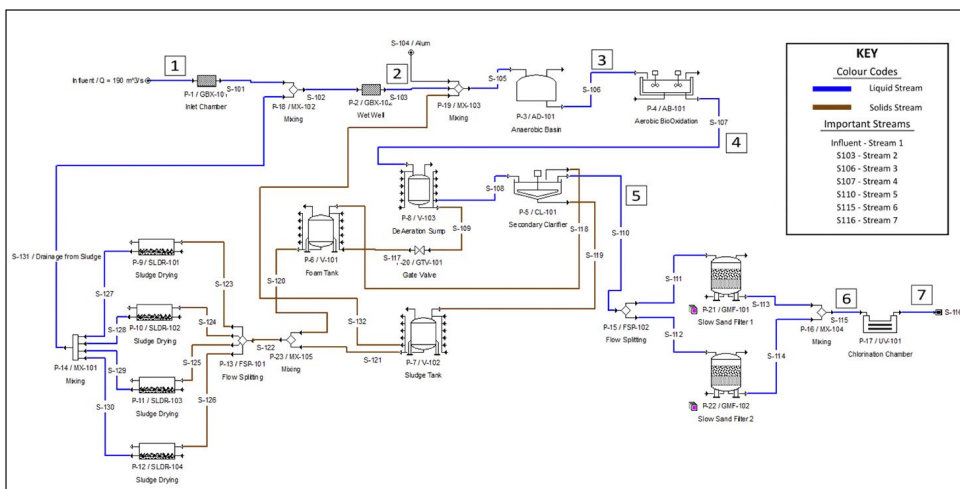 S-104 / Alum
1
2
3
Influent / Q = 190 m³/s
P-1 / GBX-101
S-101
Inlet Chamber
P-18 / MX-102
Mixing
S-102
P-2 / GBX-102
S-103
Wet Well
P-19 / MX-103
Mixing
S-105
P-3 / AD-101
Anaerobic Basin
S-106
P-4 / AB-101
Aerobic BioOxidation
S-107
4
KEY
Colour Codes
Liquid Stream
Solids Stream
Important Streams
Influent - Stream 1
S103 - Stream 2
S106 - Stream 3
S107 - Stream 4
S110 - Stream 5
S115 - Stream 6
S116 - Stream 7
P-8 / V-103
DeAeration Sump
S-108
S-109
P-5 / CL-101
Secondary Clarifier
5
S-110
S-118
S-119
P-6 / V-101
Foam Tank
S-117
P-20 / GTV-101
Gate Valve
S-120
S-131 / Drainage from Sludge
P-9 / SLDR-101
Sludge Drying
S-127
S-123
P-10 / SLDR-102
Sludge Drying
S-128
S-124
S-129
S-125
P-14 / MX-101
Mixing
P-11 / SLDR-103
Sludge Drying
S-130
S-126
P-12 / SLDR-104
Sludge Drying
P-13 / FSP-101
Flow Splitting
S-122
P-23 / MX-105
Mixing
S-132
S-121
P-7 / V-102
Sludge Tank
P-15 / FSP-102
Flow Splitting
S-111
S-112
P-21 / GMF-101
Slow Sand Filter 1
S-113
P-22 / GMF-102
Slow Sand Filter 2
S-114
P-16 / MX-104
Mixing
6
S-115
P-17 / UV-101
Chlorination Chamber
7
S-116